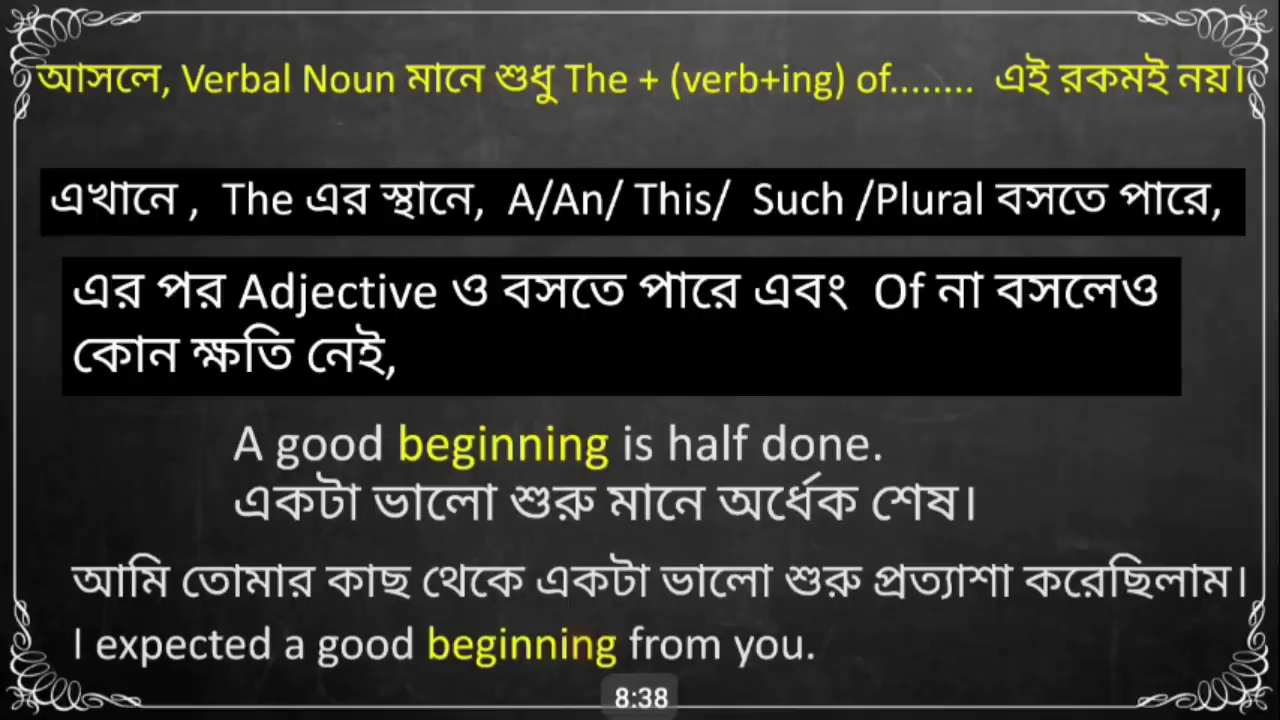 আসলে, Verbal Noun মানে শুধু The + (verb+ing) of........ এই রকমই নয়।
এখানে , The এর স্থানে, A/An/ This/ Such /Plural বসতে পারে,
এর পর Adjective ও বসতে পারে এবং Of না বসলেও
কোন ক্ষতি নেই,
A good beginning is half done.
একটা ভালো শুরু মানে অর্ধেক শেষ।
আমি তোমার কাছ থেকে একটা ভালো শুরু প্রত্যাশা করেছিলাম।
I expected a good beginning from you.
8:38